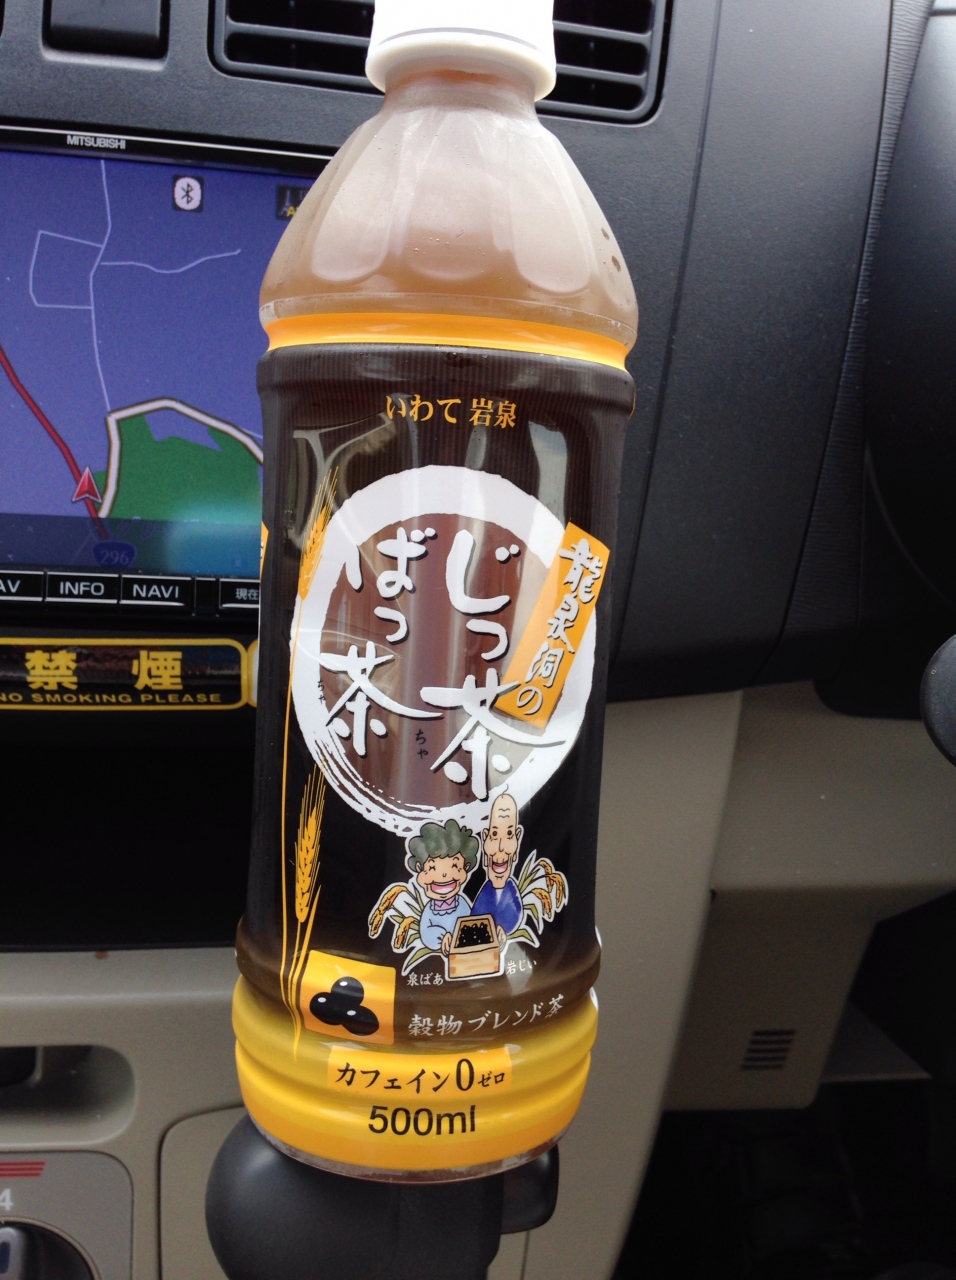 MITSUBISHI
296
AV
INFO
NAVI
現在
禁煙
NO SMOKING PLEASE
4
いわて 岩泉
龍泉洞の
じっ茶
ちゃ
ばっ茶
ちゃ
泉ばあ
岩じい
穀物ブレンド茶
カフェイン0ゼロ
500ml